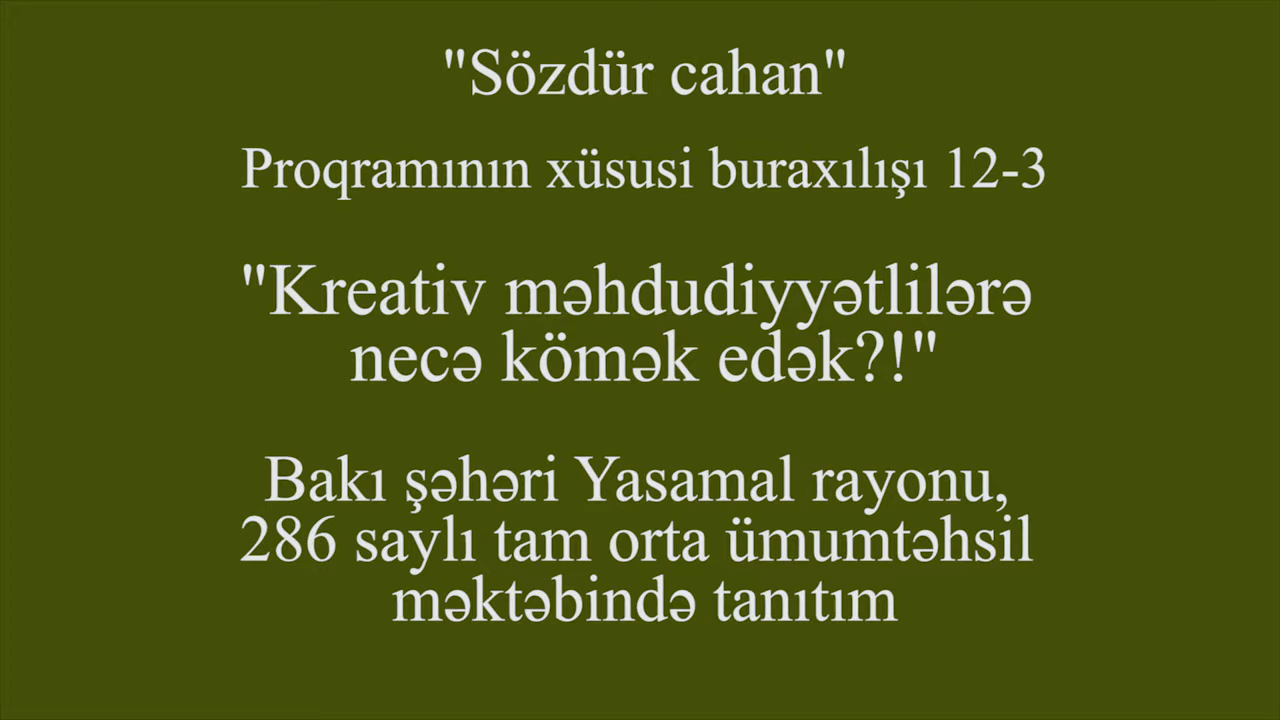 "Sözdür cahan"
Proqramının xüsusi buraxılışı 12-3
"Kreativ məhdudiyyətlilərə
necə kömək edək?!"
Bakı şəhəri Yasamal rayonu,
286 saylı tam orta ümumtəhsil
məktəbində tanıtım